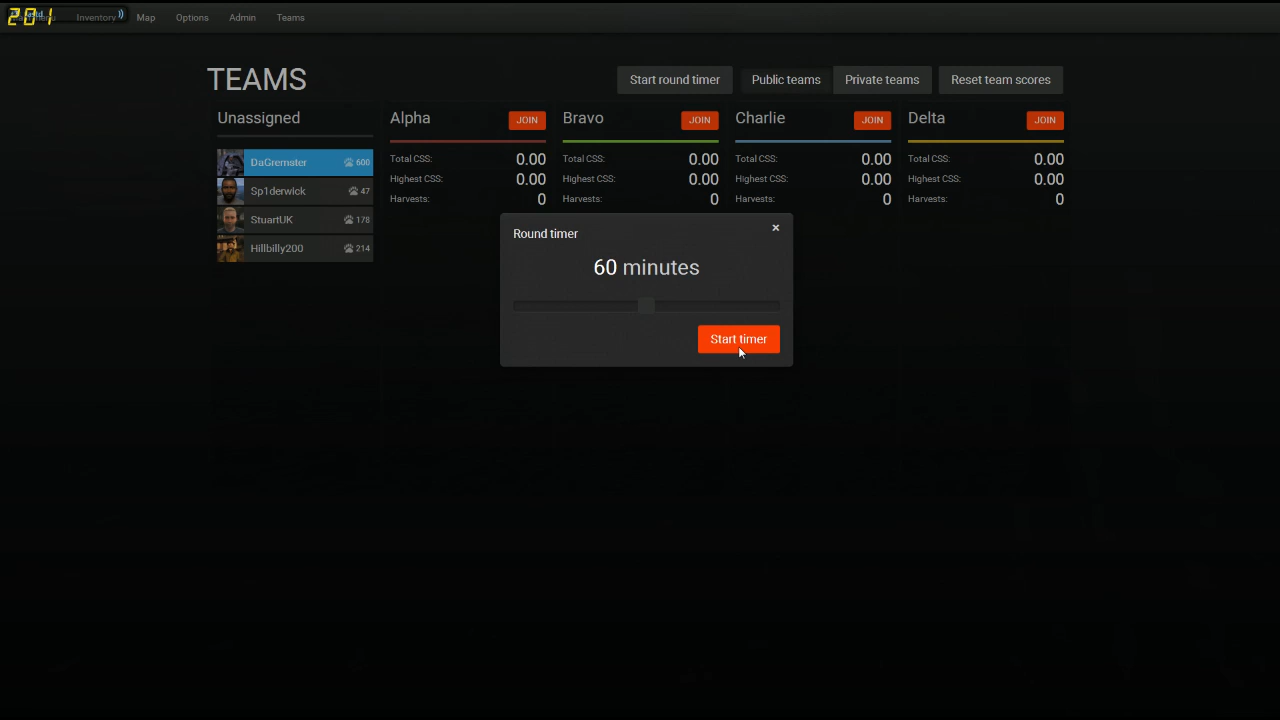 201
Inventory Map Options Admin Teams
TEAMS Start round timer Public teams Private teams Reset team scores
Unassigned Alpha JOIN Bravo JOIN Charlie JOIN Delta JOIN
DaGremster 600 Total CSS: 0.00 Total CSS: 0.00 Total CSS: 0.00 Total CSS: 0.00
Highest CSS: 0.00 Highest CSS: 0.00 Highest CSS: 0.00 Highest CSS: 0.00
Sp1derwick 47 Harvests: 0 Harvests: 0 Harvests: 0 Harvests: 0
StuartUK 178
Hillbilly200 214
Round timer ×
60 minutes
Start timer